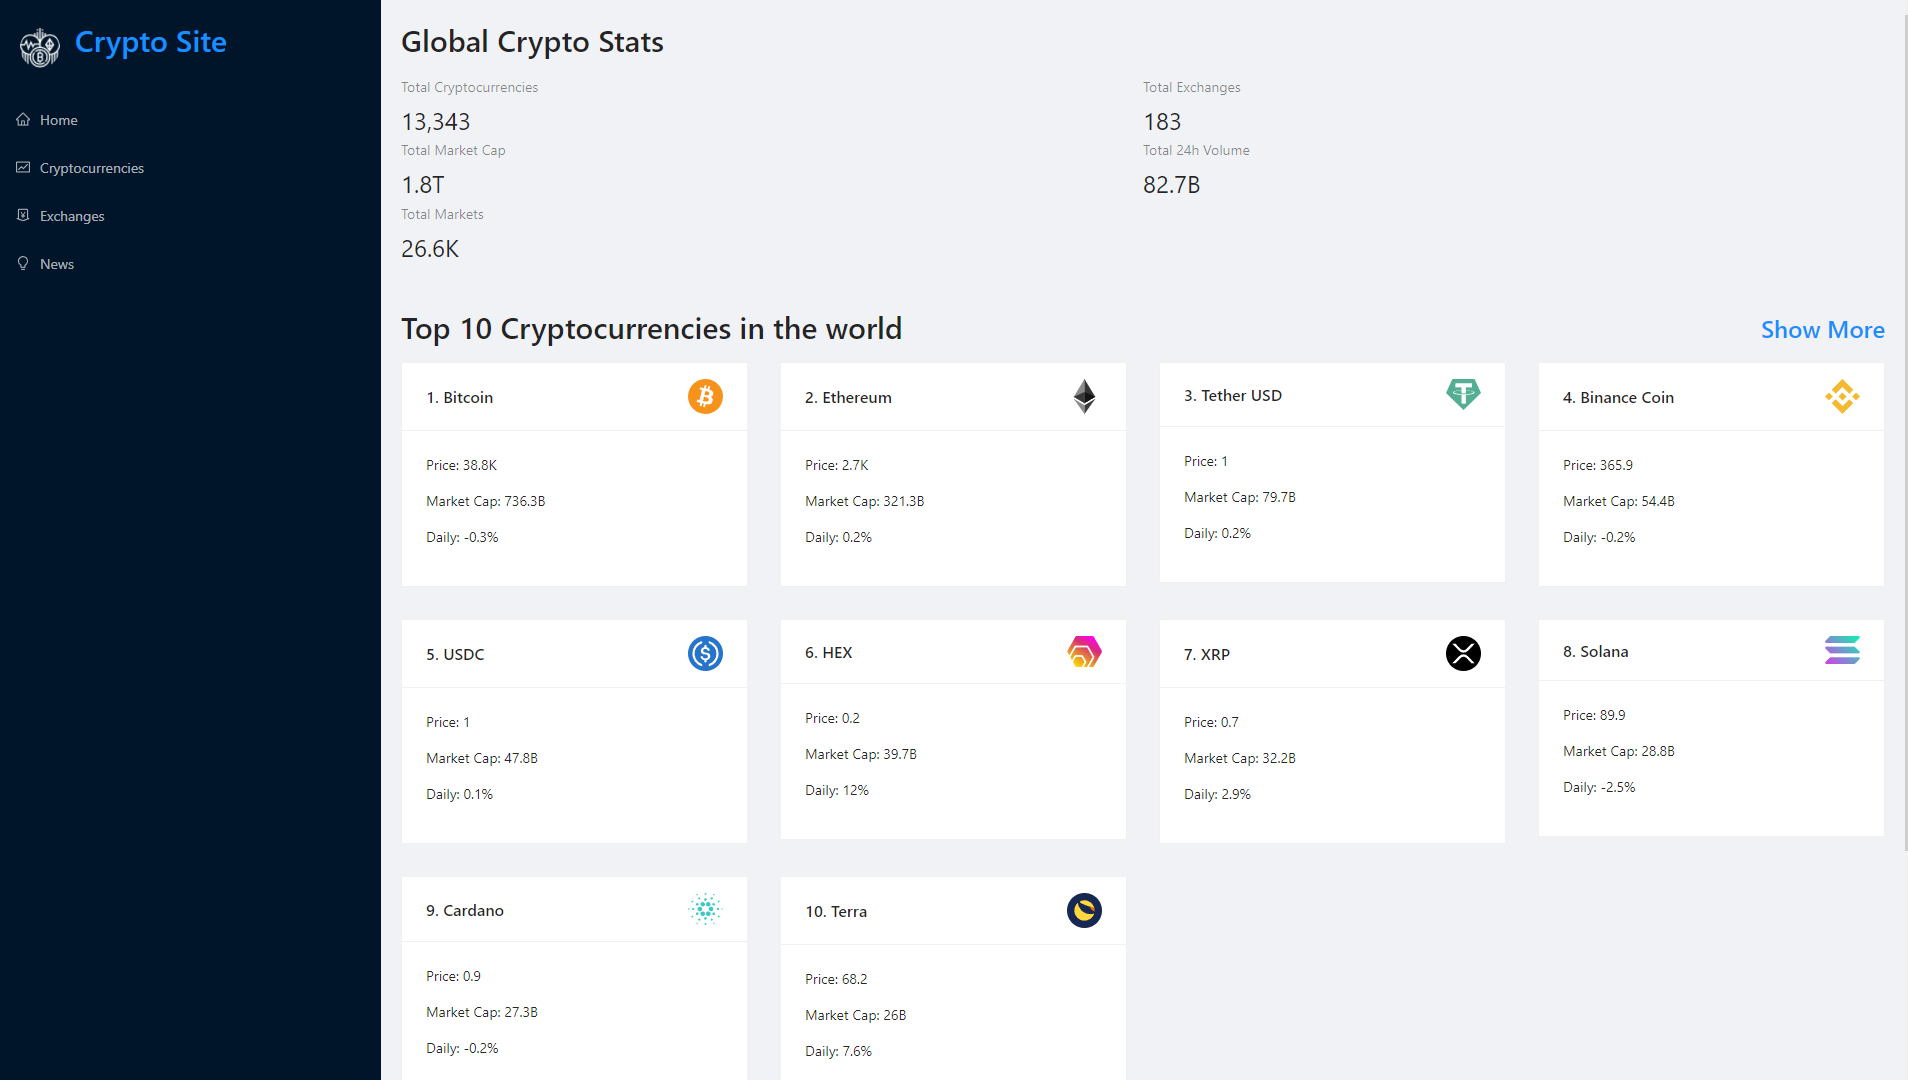 Crypto Site
Home
Cryptocurrencies
Exchanges
News
Global Crypto Stats
Total Cryptocurrencies
13,343
Total Exchanges
183
Total Market Cap
1.8T
Total 24h Volume
82.7B
Total Markets
26.6K
Top 10 Cryptocurrencies in the world
Show More
1. Bitcoin
Price: 38.8K
Market Cap: 736.3B
Daily: -0.3%
2. Ethereum
Price: 2.7K
Market Cap: 321.3B
Daily: 0.2%
3. Tether USD
Price: 1
Market Cap: 79.7B
Daily: 0.2%
4. Binance Coin
Price: 365.9
Market Cap: 54.4B
Daily: -0.2%
5. USDC
Price: 1
Market Cap: 47.8B
Daily: 0.1%
6. HEX
Price: 0.2
Market Cap: 39.7B
Daily: 12%
7. XRP
Price: 0.7
Market Cap: 32.2B
Daily: 2.9%
8. Solana
Price: 89.9
Market Cap: 28.8B
Daily: -2.5%
9. Cardano
Price: 0.9
Market Cap: 27.3B
Daily: -0.2%
10. Terra
Price: 68.2
Market Cap: 26B
Daily: 7.6%